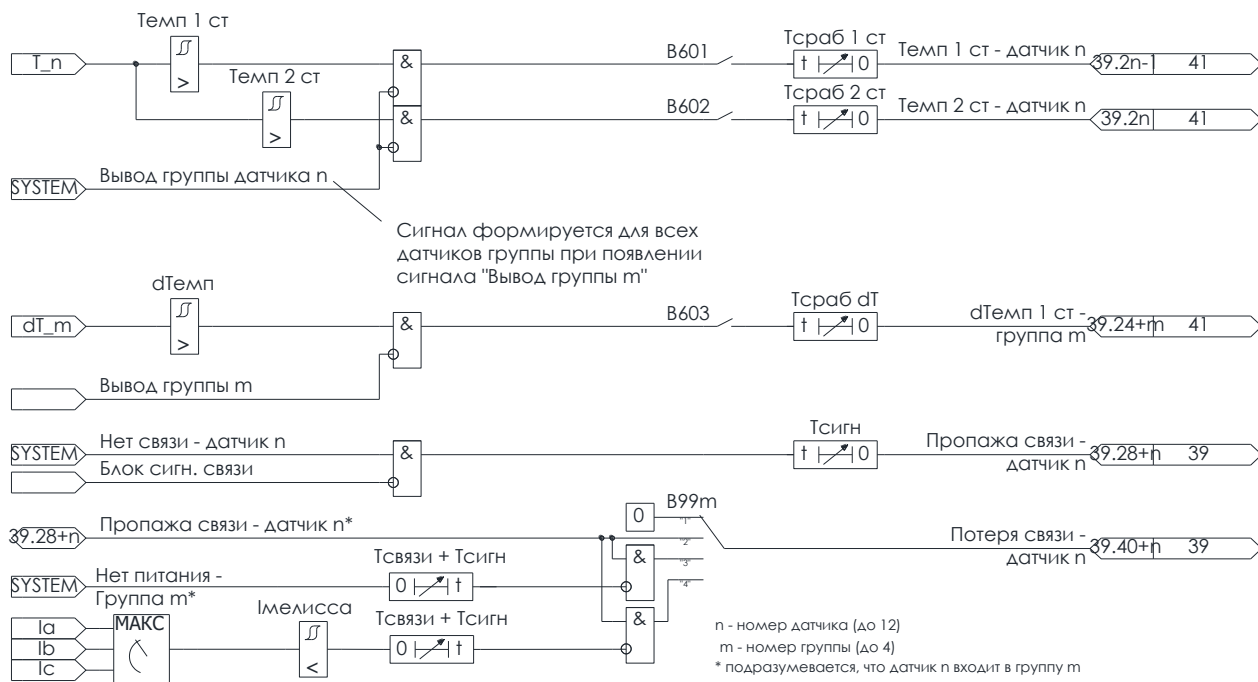 Темп 1 ст
T_n
>
Темп 2 ст
>
&
&
B601
B602
Тсраб 1 ст
t 0
Темп 1 ст - датчик n
39.2n-1 41
Тсраб 2 ст
t 0
Темп 2 ст - датчик n
39.2n 41
SYSTEM
Вывод группы датчика n
Сигнал формируется для всех
датчиков группы при появлении
сигнала "Вывод группы m"
dТемп
dT_m
>
&
B603
Тсраб dT
t 0
dТемп 1 ст -
группа m
39.24+m 41
Вывод группы m
SYSTEM
Нет связи - датчик n
Блок сигн. связи
&
Тсигн
t 0
Пропажа связи -
датчик n
39.28+n 39
39.28+n
Пропажа связи - датчик n*
0
B99m
"1"
"2"
"3"
"4"
Потеря связи -
датчик n
39.40+n 39
SYSTEM
Нет питания -
Группа m*
Тсвязи + Тсигн
0 t
&
Ia
Ib
Ic
МАКС
Iмелисса
<
Тсвязи + Тсигн
0 t
&
n - номер датчика (до 12)
m - номер группы (до 4)
* подразумевается, что датчик n входит в группу m